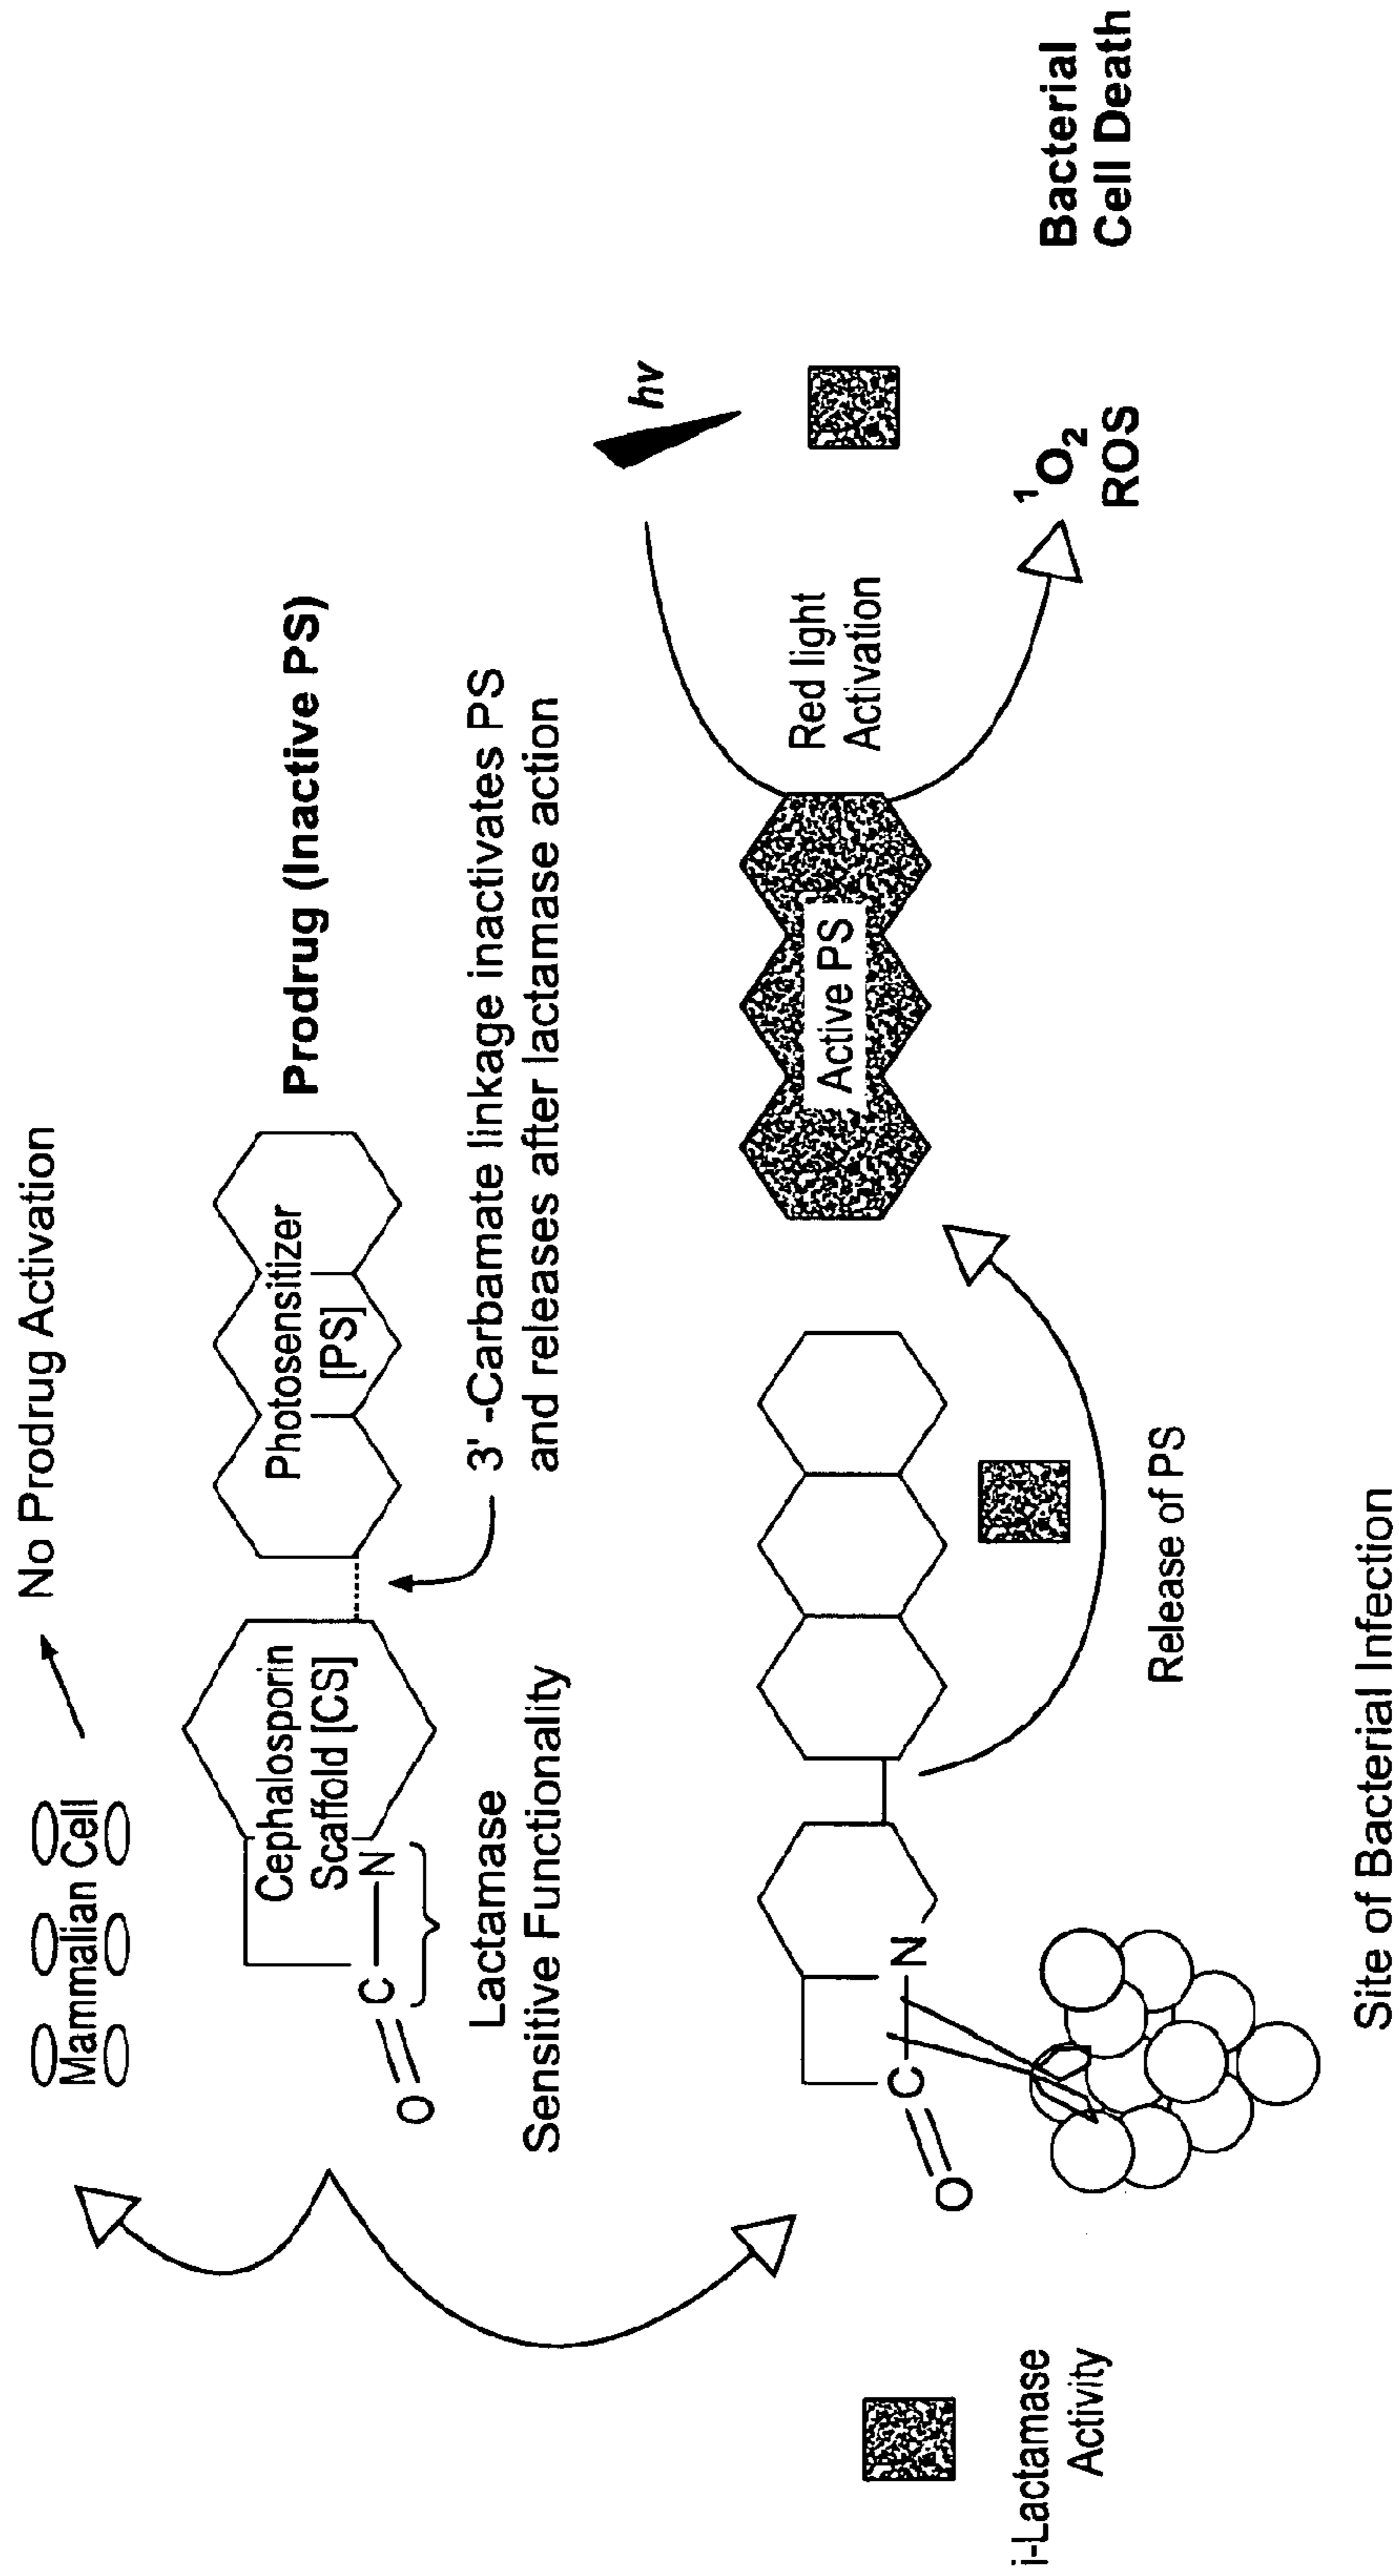 No Prodrug Activation
Mammalian Cell
Cephalosporin
Scaffold [CS]
Photosensitizer
[PS]
Prodrug (Inactive PS)
N
C
O
Lactamase
Sensitive Functionality
3' -Carbamate linkage inactivates PS
and releases after lactamase action
hv
Red light
Activation
Active PS
N
C
O
Release of PS
¹O₂
ROS
Bacterial
Cell Death
i-Lactamase
Activity
Site of Bacterial Infection